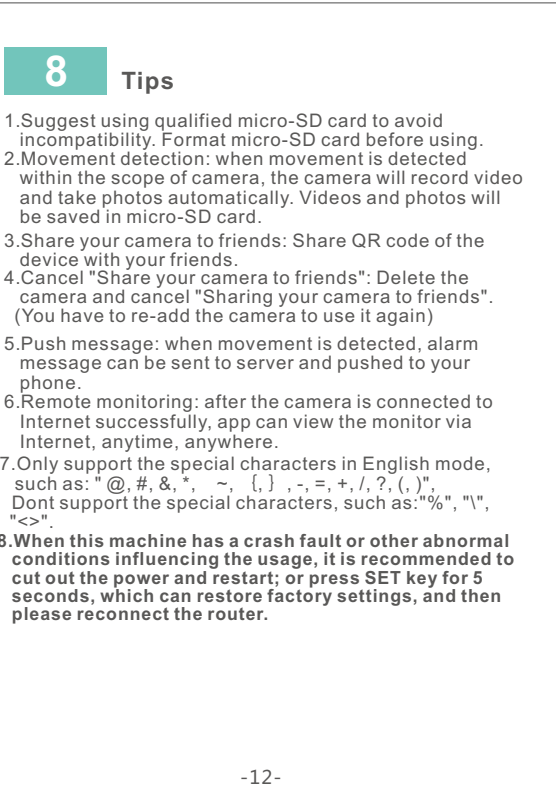 8 Tips
1.Suggest using qualified micro-SD card to avoid
incompatibility. Format micro-SD card before using.
2.Movement detection: when movement is detected
within the scope of camera, the camera will record video
and take photos automatically. Videos and photos will
be saved in micro-SD card.
3.Share your camera to friends: Share QR code of the
device with your friends.
4.Cancel "Share your camera to friends": Delete the
camera and cancel "Sharing your camera to friends".
(You have to re-add the camera to use it again)
5.Push message: when movement is detected, alarm
message can be sent to server and pushed to your
phone.
6.Remote monitoring: after the camera is connected to
Internet successfully, app can view the monitor via
Internet, anytime, anywhere.
7.Only support the special characters in English mode,
such as: " @, #, &, *, ~, {, } , -, =, +, /, ?, (, )",
Dont support the special characters, such as:"%", "\",
"<>".
8.When this machine has a crash fault or other abnormal
conditions influencing the usage, it is recommended to
cut out the power and restart; or press SET key for 5
seconds, which can restore factory settings, and then
please reconnect the router.
-12-